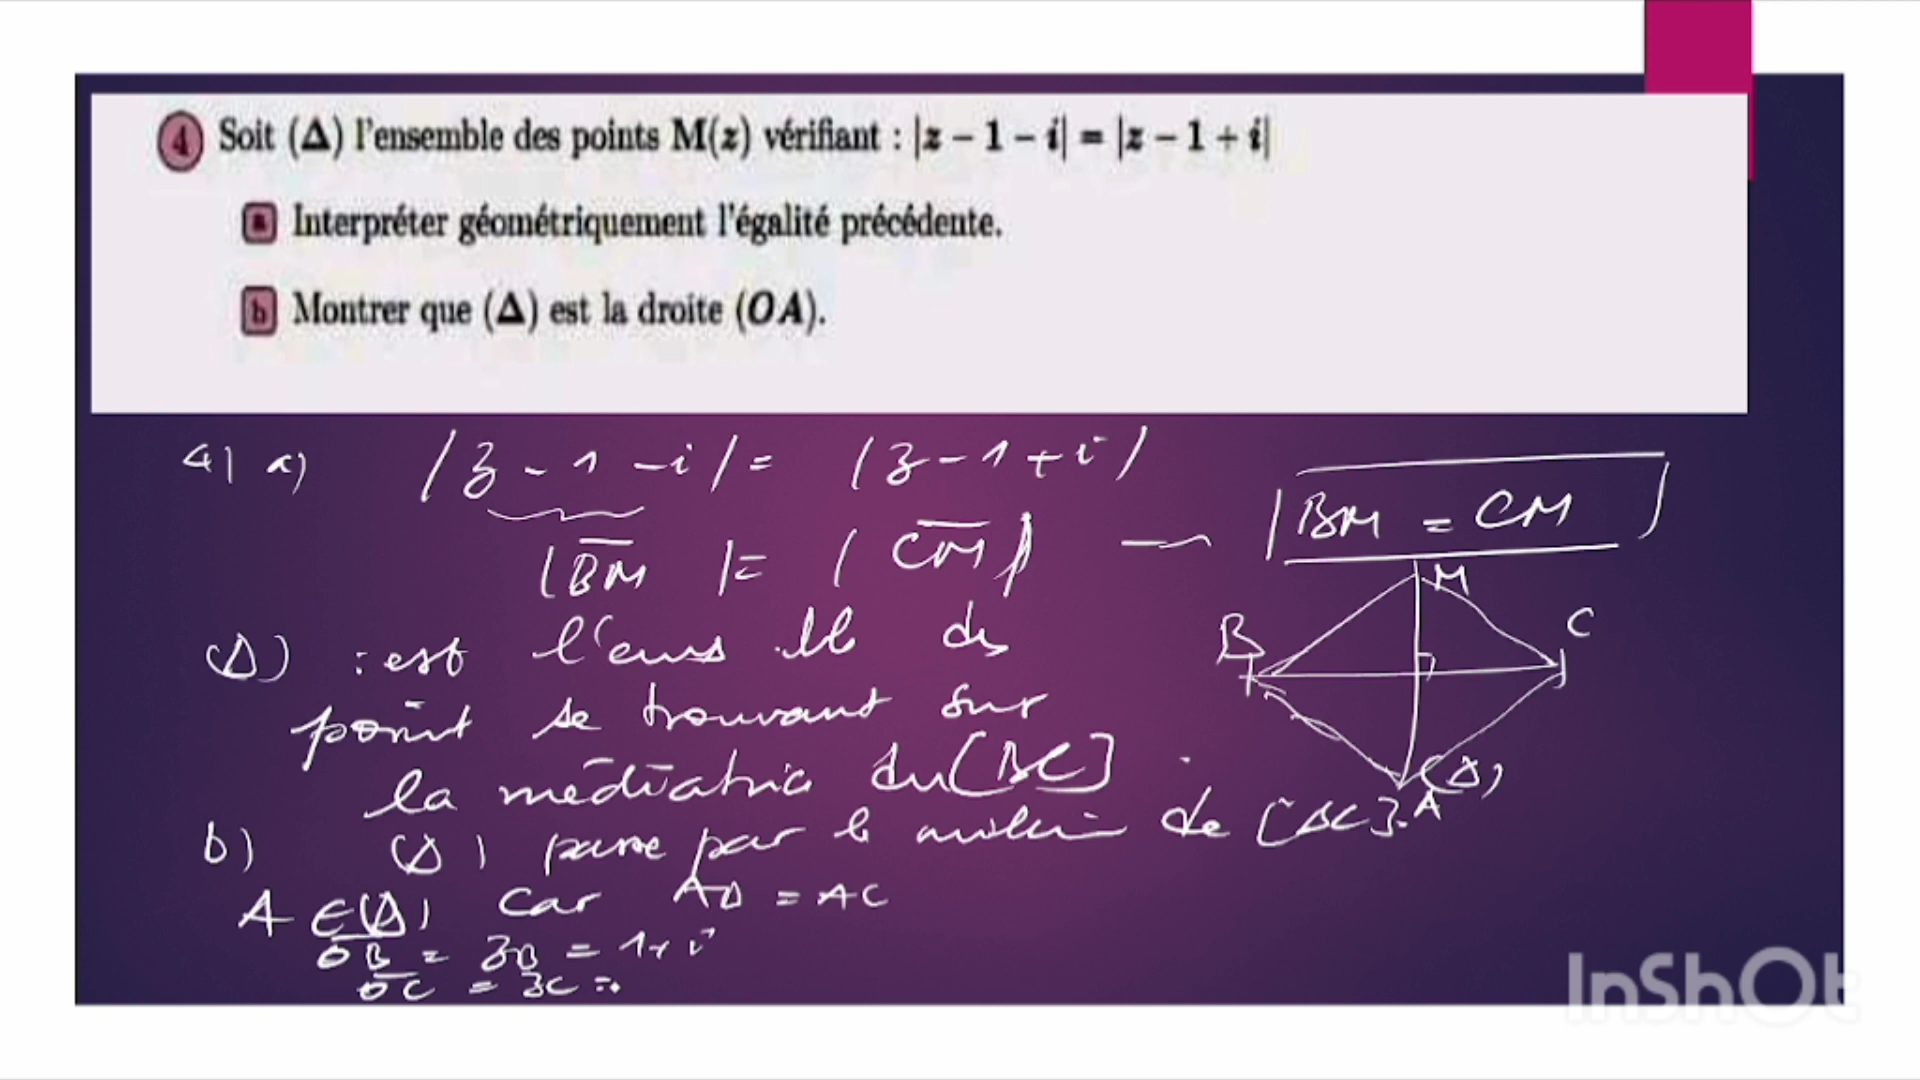 4 Soit (Δ) l'ensemble des points M(z) vérifiant : |z − 1 − i| = |z − 1 + i|
a Interpréter géométriquement l'égalité précédente.
b Montrer que (Δ) est la droite (OA).
4) a) |z - 1 - i| = |z - 1 + i|
|BM| = |CM| BM = CM
M
B C
(Δ) : est l'ens des
point se trouvant sur
la médiatrice du [BC]
(Δ)
A
b) (Δ) passe par le milieu de [BC].
A ∈ (Δ) car AB = AC
OB = zB = 1 + i
OC = zC =
InShOt